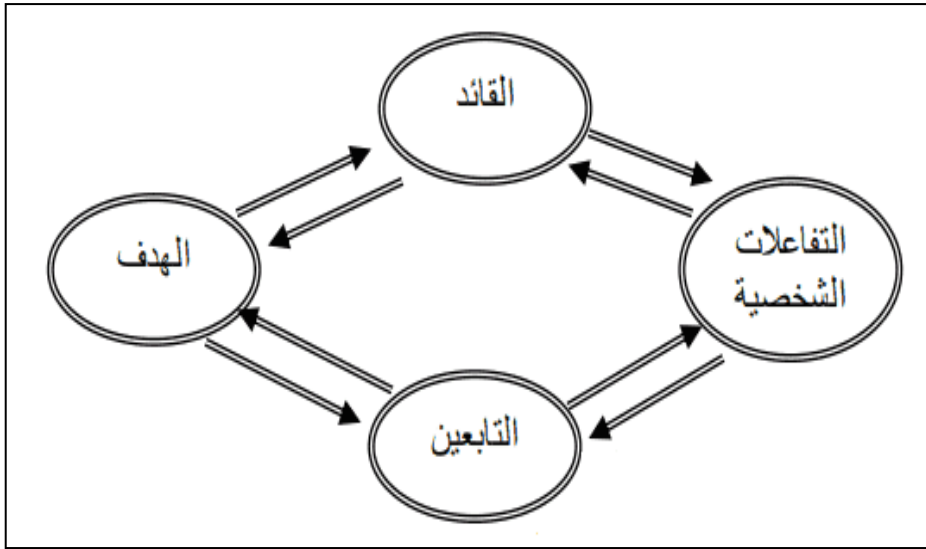 القائد
التفاعلات
الشخصية
الهدف
التابعين